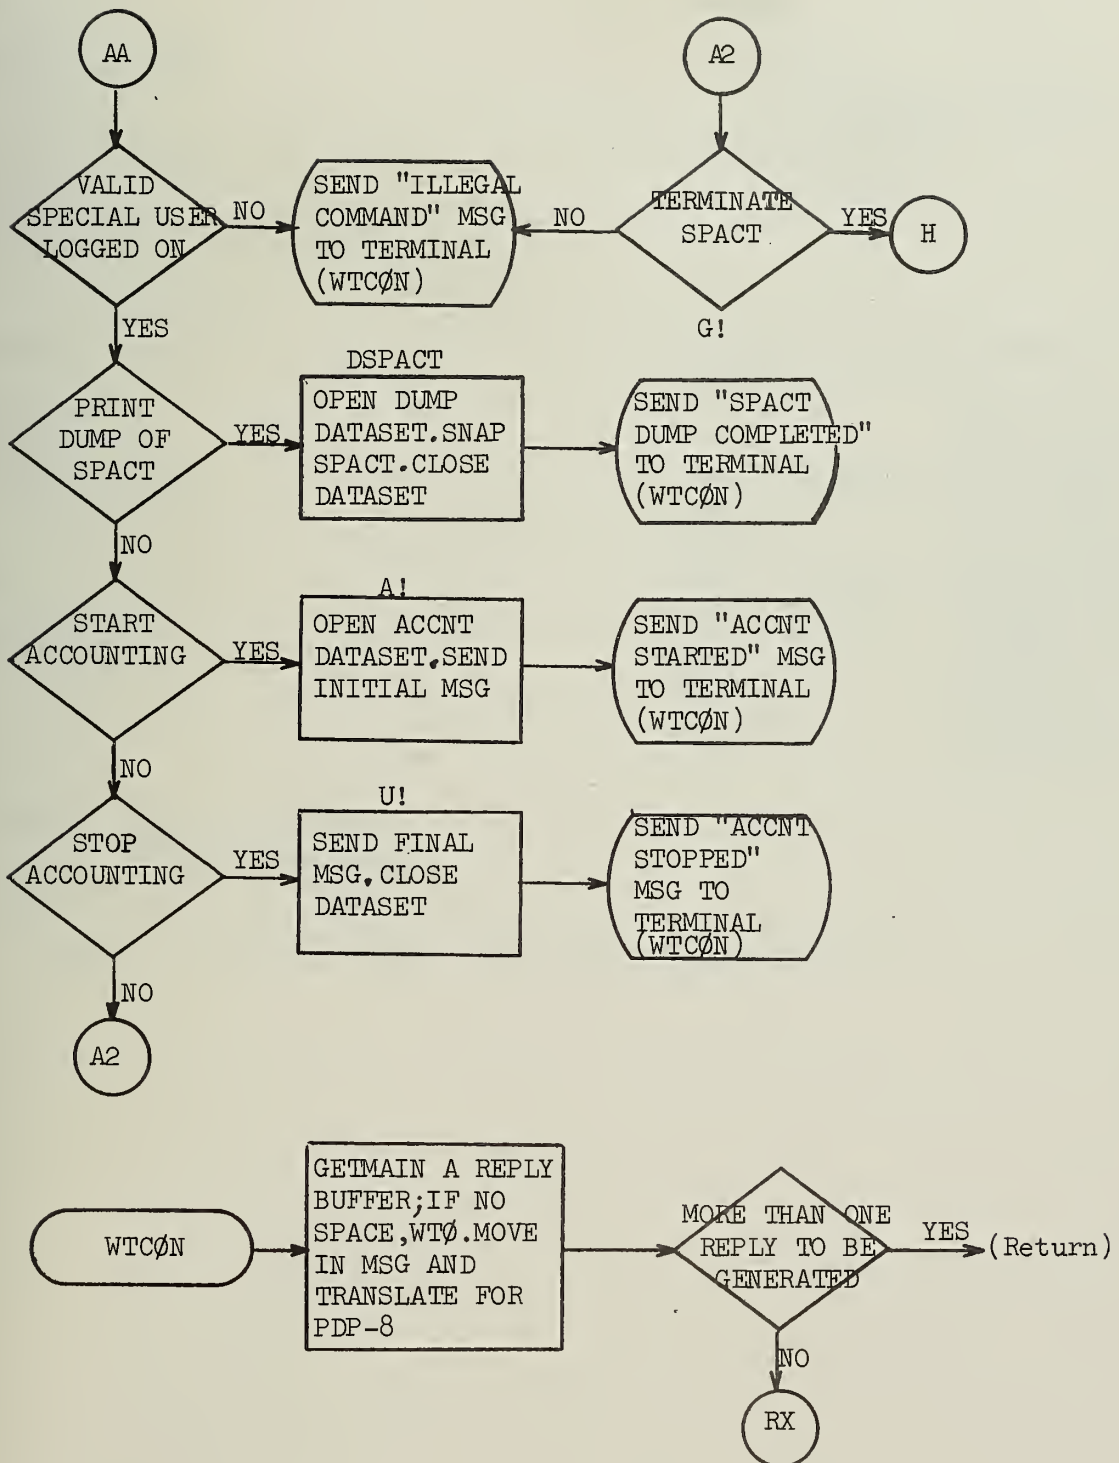 AA
A2
VALID
SPECIAL USER
LOGGED ON
NO
SEND "ILLEGAL
COMMAND" MSG
TO TERMINAL
(WTCØN)
NO
TERMINATE
SPACT
YES
H
G!
YES
PRINT
DUMP OF
SPACT
YES
DSPACT
OPEN DUMP
DATASET.SNAP
SPACT.CLOSE
DATASET
SEND "SPACT
DUMP COMPLETED"
TO TERMINAL
(WTCØN)
NO
START
ACCOUNTING
YES
A!
OPEN ACCNT
DATASET.SEND
INITIAL MSG
SEND "ACCNT
STARTED" MSG
TO TERMINAL
(WTCØN)
NO
STOP
ACCOUNTING
YES
U!
SEND FINAL
MSG.CLOSE
DATASET
SEND "ACCNT
STOPPED"
MSG TO
TERMINAL
(WTCØN)
NO
A2
WTCØN
GETMAIN A REPLY
BUFFER;IF NO
SPACE,WTØ.MOVE
IN MSG AND
TRANSLATE FOR
PDP-8
MORE THAN ONE
REPLY TO BE
GENERATED
YES
(Return)
NO
RX